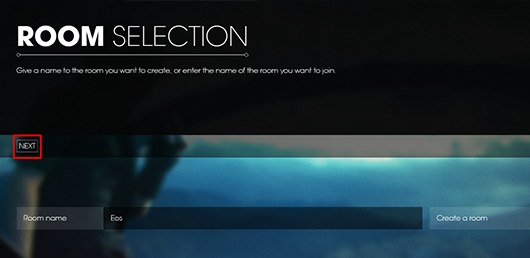 ROOM SELECTION
Give a name to the room you want to create, or enter the name of the room you want to join.
NEXT
Room name Eos Create a room